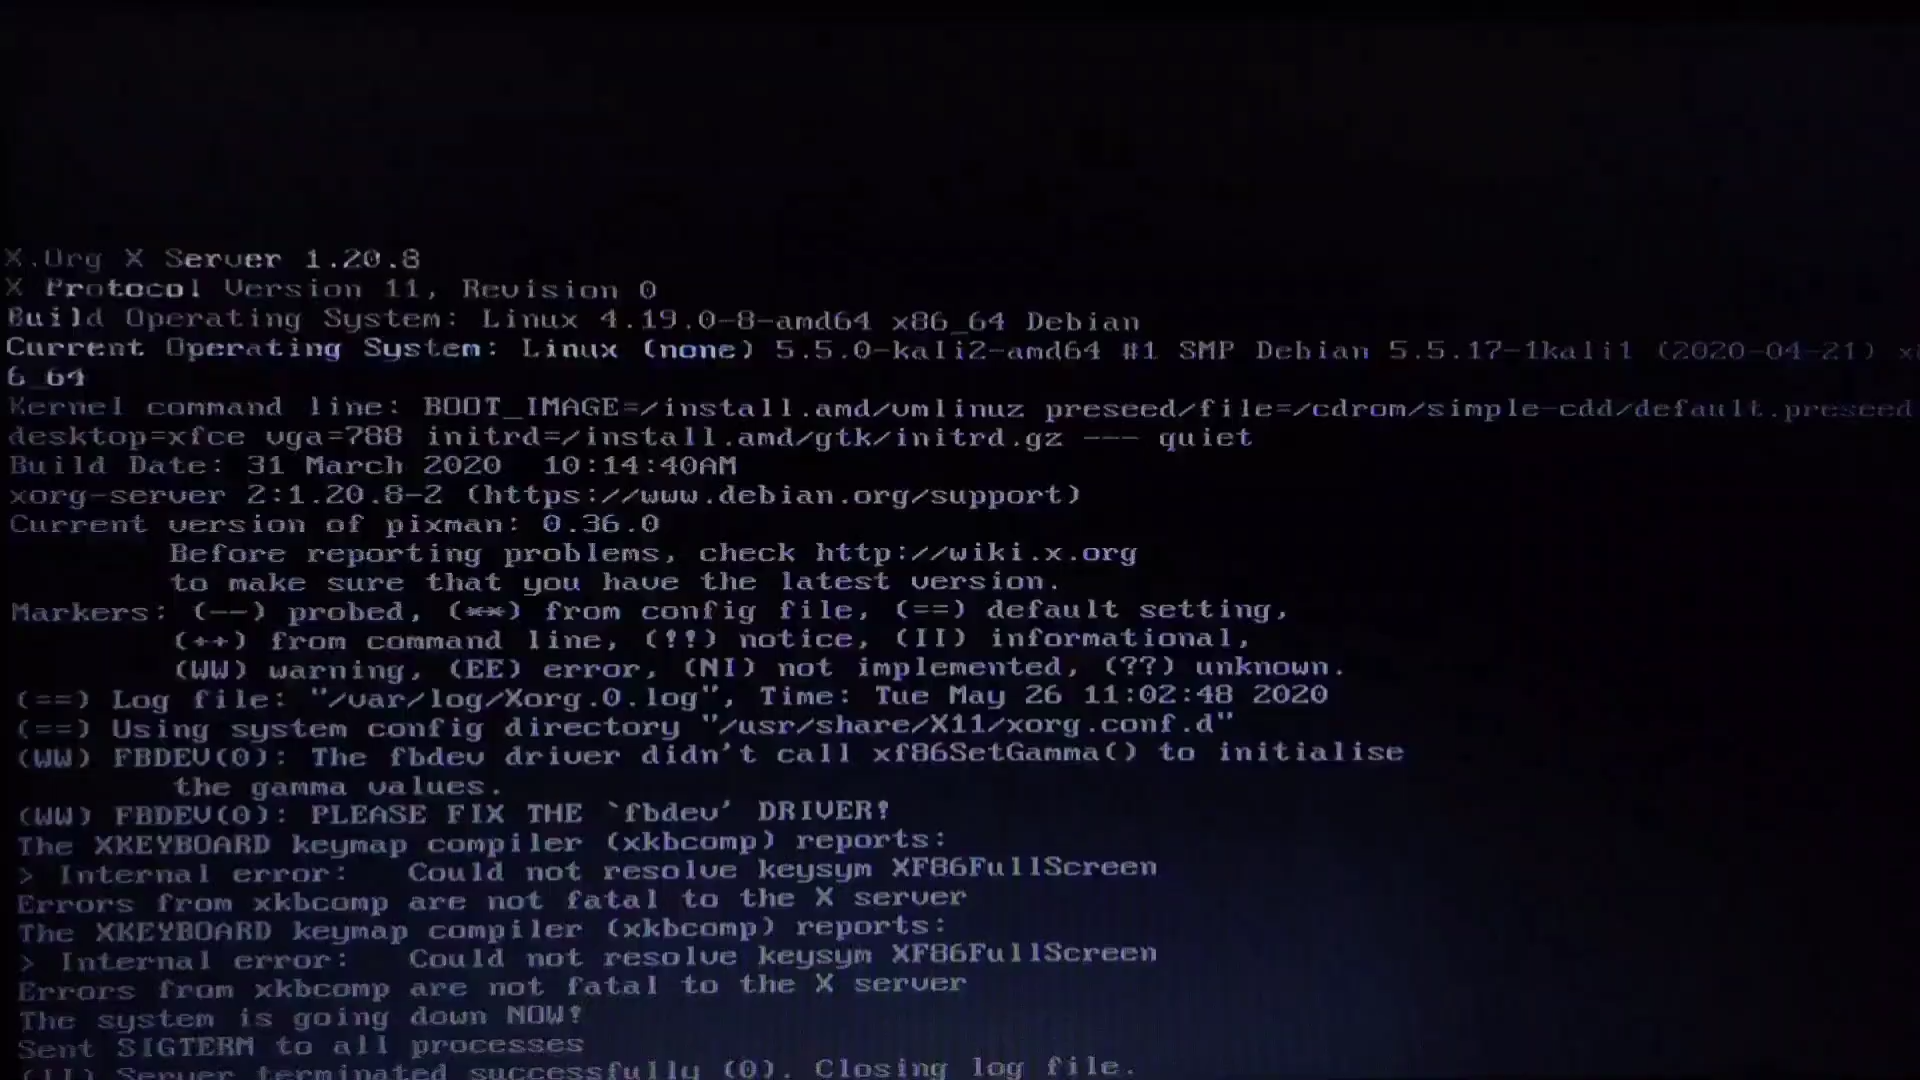 X.Org X Server 1.20.8
X Protocol Version 11, Revision 0
Build Operating System: Linux 4.19.0-8-amd64 x86_64 Debian
Current Operating System: Linux (none) 5.5.0-kali2-amd64 #1 SMP Debian 5.5.17-1kali1 (2020-04-21) x8
6_64
Kernel command line: BOOT_IMAGE=/install.amd/vmlinuz preseed/file=/cdrom/simple-cdd/default.preseed
desktop=xfce vga=788 initrd=/install.amd/gtk/initrd.gz --- quiet
Build Date: 31 March 2020  10:14:40AM
xorg-server 2:1.20.8-2 (https://www.debian.org/support)
Current version of pixman: 0.36.0
Before reporting problems, check http://wiki.x.org
to make sure that you have the latest version.
Markers: (--) probed, (**) from config file, (==) default setting,
(++) from command line, (!!) notice, (II) informational,
(WW) warning, (EE) error, (NI) not implemented, (??) unknown.
(==) Log file: "/var/log/Xorg.0.log", Time: Tue May 26 11:02:48 2020
(==) Using system config directory "/usr/share/X11/xorg.conf.d"
(WW) FBDEV(0): The fbdev driver didn't call xf86SetGamma() to initialise
the gamma values.
(WW) FBDEV(0): PLEASE FIX THE `fbdev' DRIVER!
The XKEYBOARD keymap compiler (xkbcomp) reports:
> Internal error:   Could not resolve keysym XF86FullScreen
Errors from xkbcomp are not fatal to the X server
The XKEYBOARD keymap compiler (xkbcomp) reports:
> Internal error:   Could not resolve keysym XF86FullScreen
Errors from xkbcomp are not fatal to the X server
The system is going down NOW!
Sent SIGTERM to all processes
(II) Server terminated successfully (0). Closing log file.